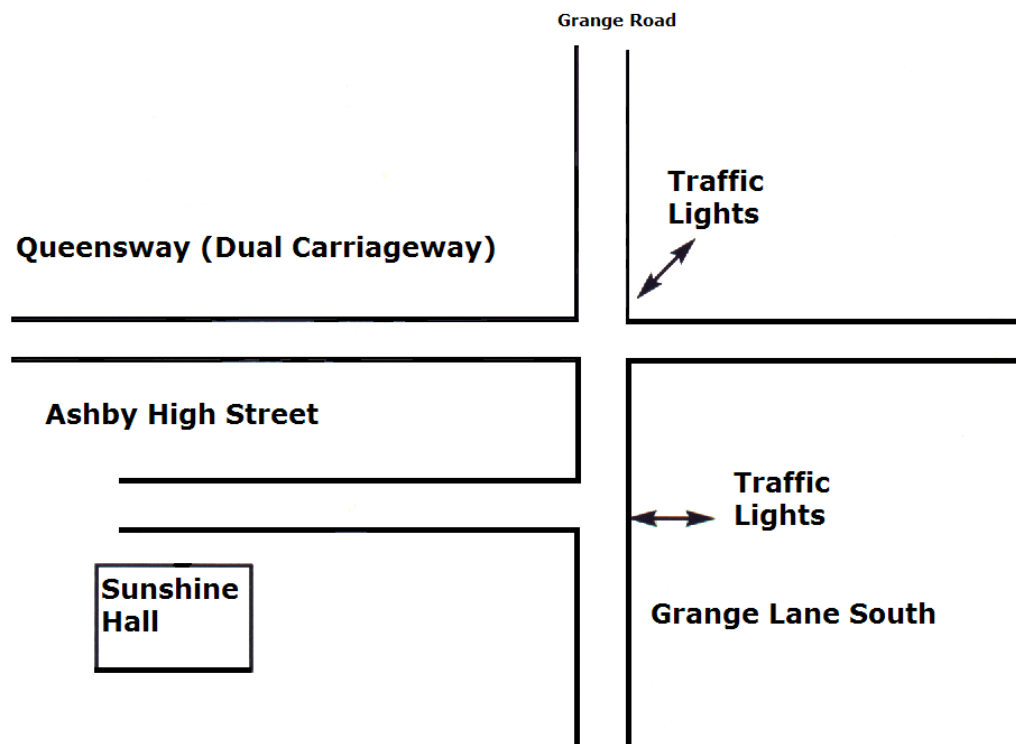 Grange Road
Traffic
Lights
Queensway (Dual Carriageway)
Ashby High Street
Traffic
Lights
Sunshine
Hall
Grange Lane South